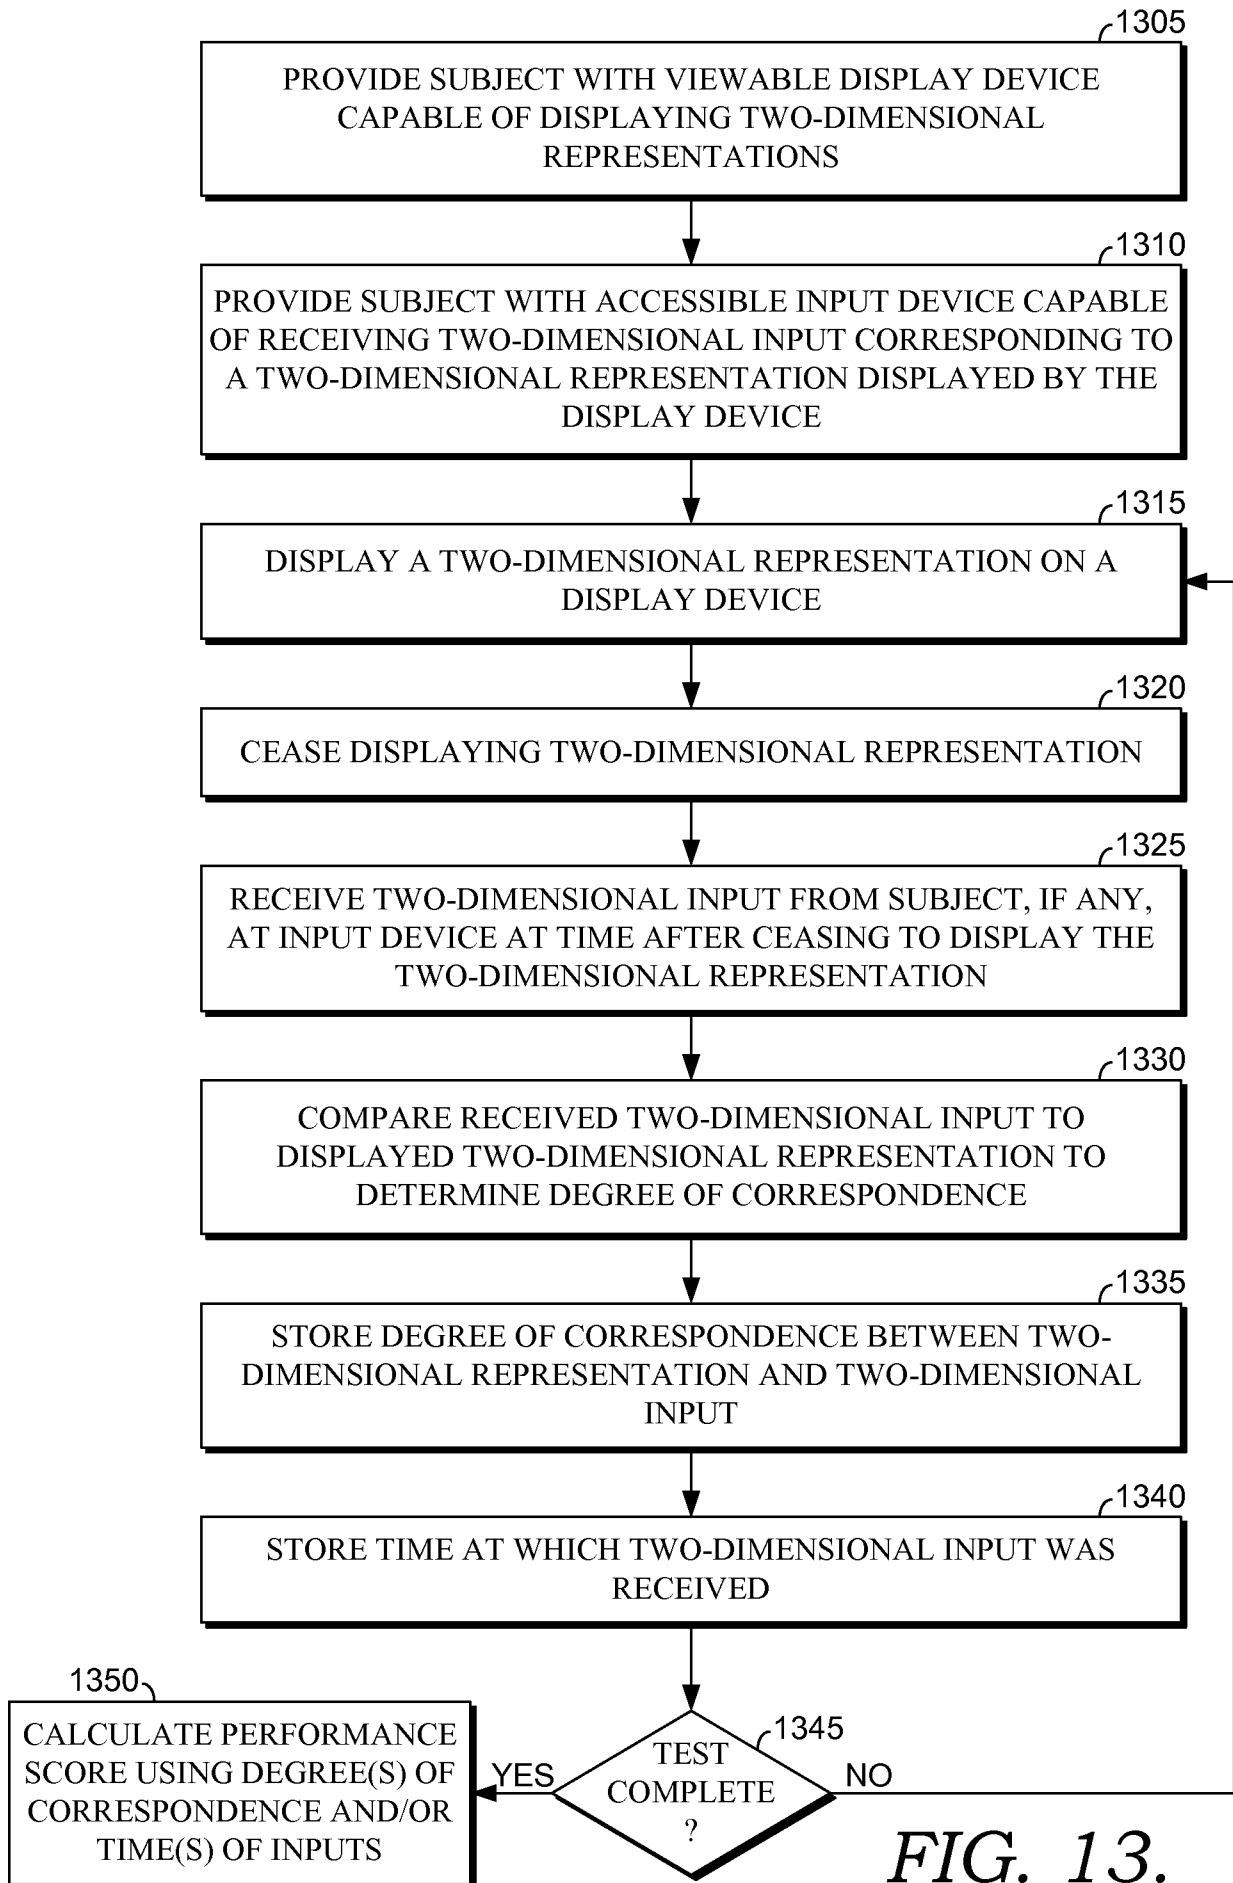 1305
PROVIDE SUBJECT WITH VIEWABLE DISPLAY DEVICE
CAPABLE OF DISPLAYING TWO-DIMENSIONAL
REPRESENTATIONS
1310
PROVIDE SUBJECT WITH ACCESSIBLE INPUT DEVICE CAPABLE
OF RECEIVING TWO-DIMENSIONAL INPUT CORRESPONDING TO
A TWO-DIMENSIONAL REPRESENTATION DISPLAYED BY THE
DISPLAY DEVICE
1315
DISPLAY A TWO-DIMENSIONAL REPRESENTATION ON A
DISPLAY DEVICE
1320
CEASE DISPLAYING TWO-DIMENSIONAL REPRESENTATION
1325
RECEIVE TWO-DIMENSIONAL INPUT FROM SUBJECT, IF ANY,
AT INPUT DEVICE AT TIME AFTER CEASING TO DISPLAY THE
TWO-DIMENSIONAL REPRESENTATION
1330
COMPARE RECEIVED TWO-DIMENSIONAL INPUT TO
DISPLAYED TWO-DIMENSIONAL REPRESENTATION TO
DETERMINE DEGREE OF CORRESPONDENCE
1335
STORE DEGREE OF CORRESPONDENCE BETWEEN TWO-
DIMENSIONAL REPRESENTATION AND TWO-DIMENSIONAL
INPUT
1340
STORE TIME AT WHICH TWO-DIMENSIONAL INPUT WAS
RECEIVED
1345
TEST
COMPLETE
?
YES
NO
1350
CALCULATE PERFORMANCE
SCORE USING DEGREE(S) OF
CORRESPONDENCE AND/OR
TIME(S) OF INPUTS
FIG. 13.